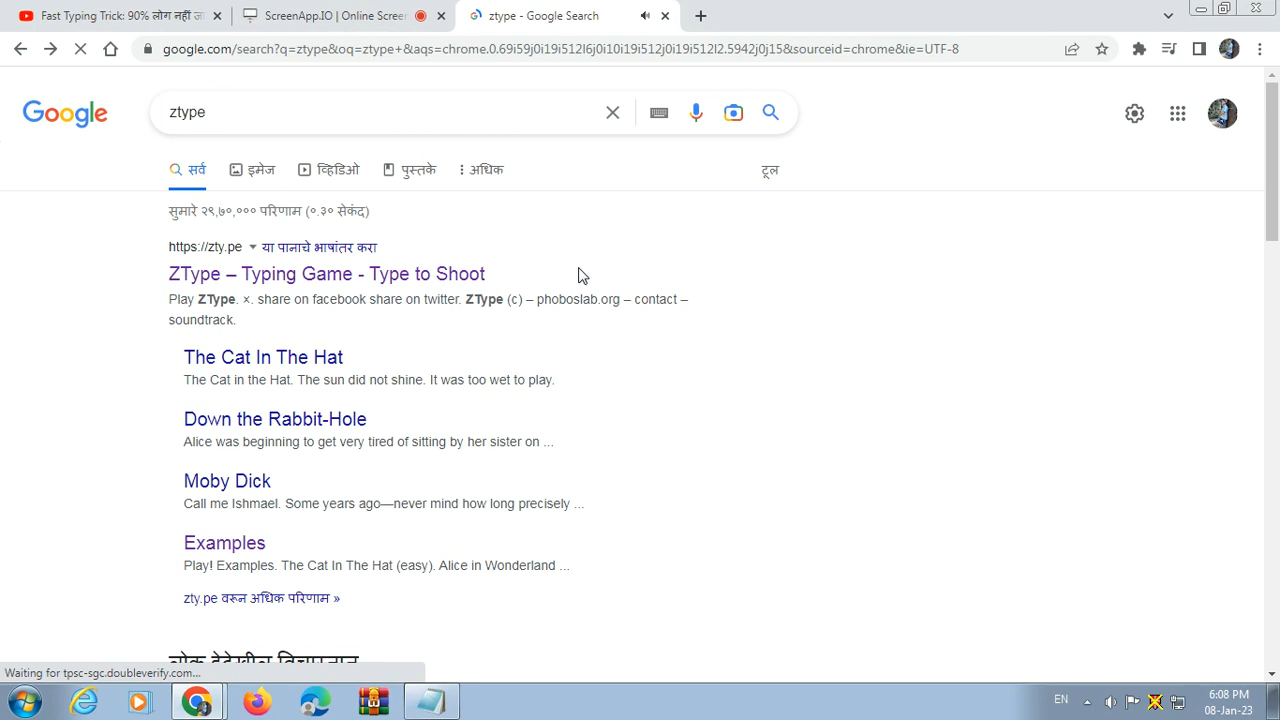 Fast Typing Trick: 90% लोग नहीं जा
ScreenApp.IO | Online Screen
ztype - Google Search
google.com/search?q=ztype&oq=ztype+&aqs=chrome.0.69i59j0i19i512l6j0i10i19i512j0i19i512l2.5942j0j15&sourceid=chrome&ie=UTF-8
Google
ztype
सर्व
इमेज
व्हिडिओ
पुस्तके
अधिक
टूल
सुमारे २९,७०,००० परिणाम (०.३० सेकंद)
https://zty.pe
या पानाचे भाषांतर करा
ZType – Typing Game - Type to Shoot
Play ZType. ×. share on facebook share on twitter. ZType (c) – phoboslab.org – contact –
soundtrack.
The Cat In The Hat
The Cat in the Hat. The sun did not shine. It was too wet to play.
Down the Rabbit-Hole
Alice was beginning to get very tired of sitting by her sister on ...
Moby Dick
Call me Ishmael. Some years ago—never mind how long precisely ...
Examples
Play! Examples. The Cat In The Hat (easy). Alice in Wonderland ...
zty.pe वरून अधिक परिणाम »
लोक हेदेखील विचारतात
Waiting for tpsc-sgc.doubleverify.com...
EN
6:08 PM
08-Jan-23